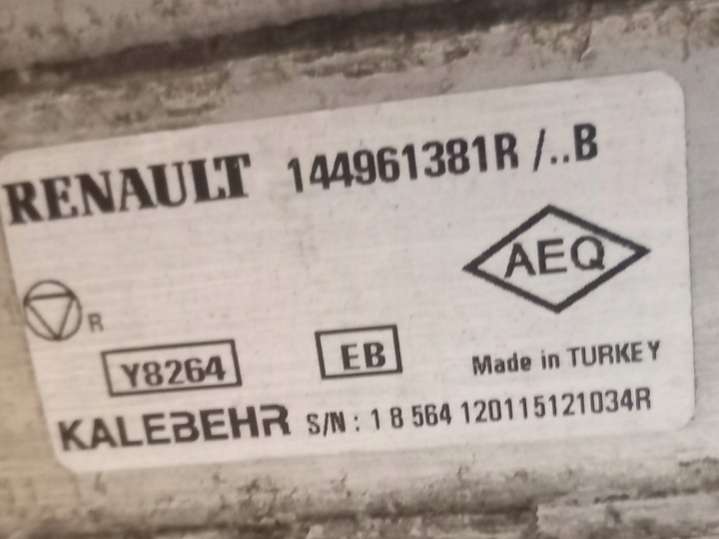 RENAULT 144961381R /..B
AEQ
R
Y8264 EB Made in TURKEY
KALEBEHR S/N : 1 8 564 120115121034R